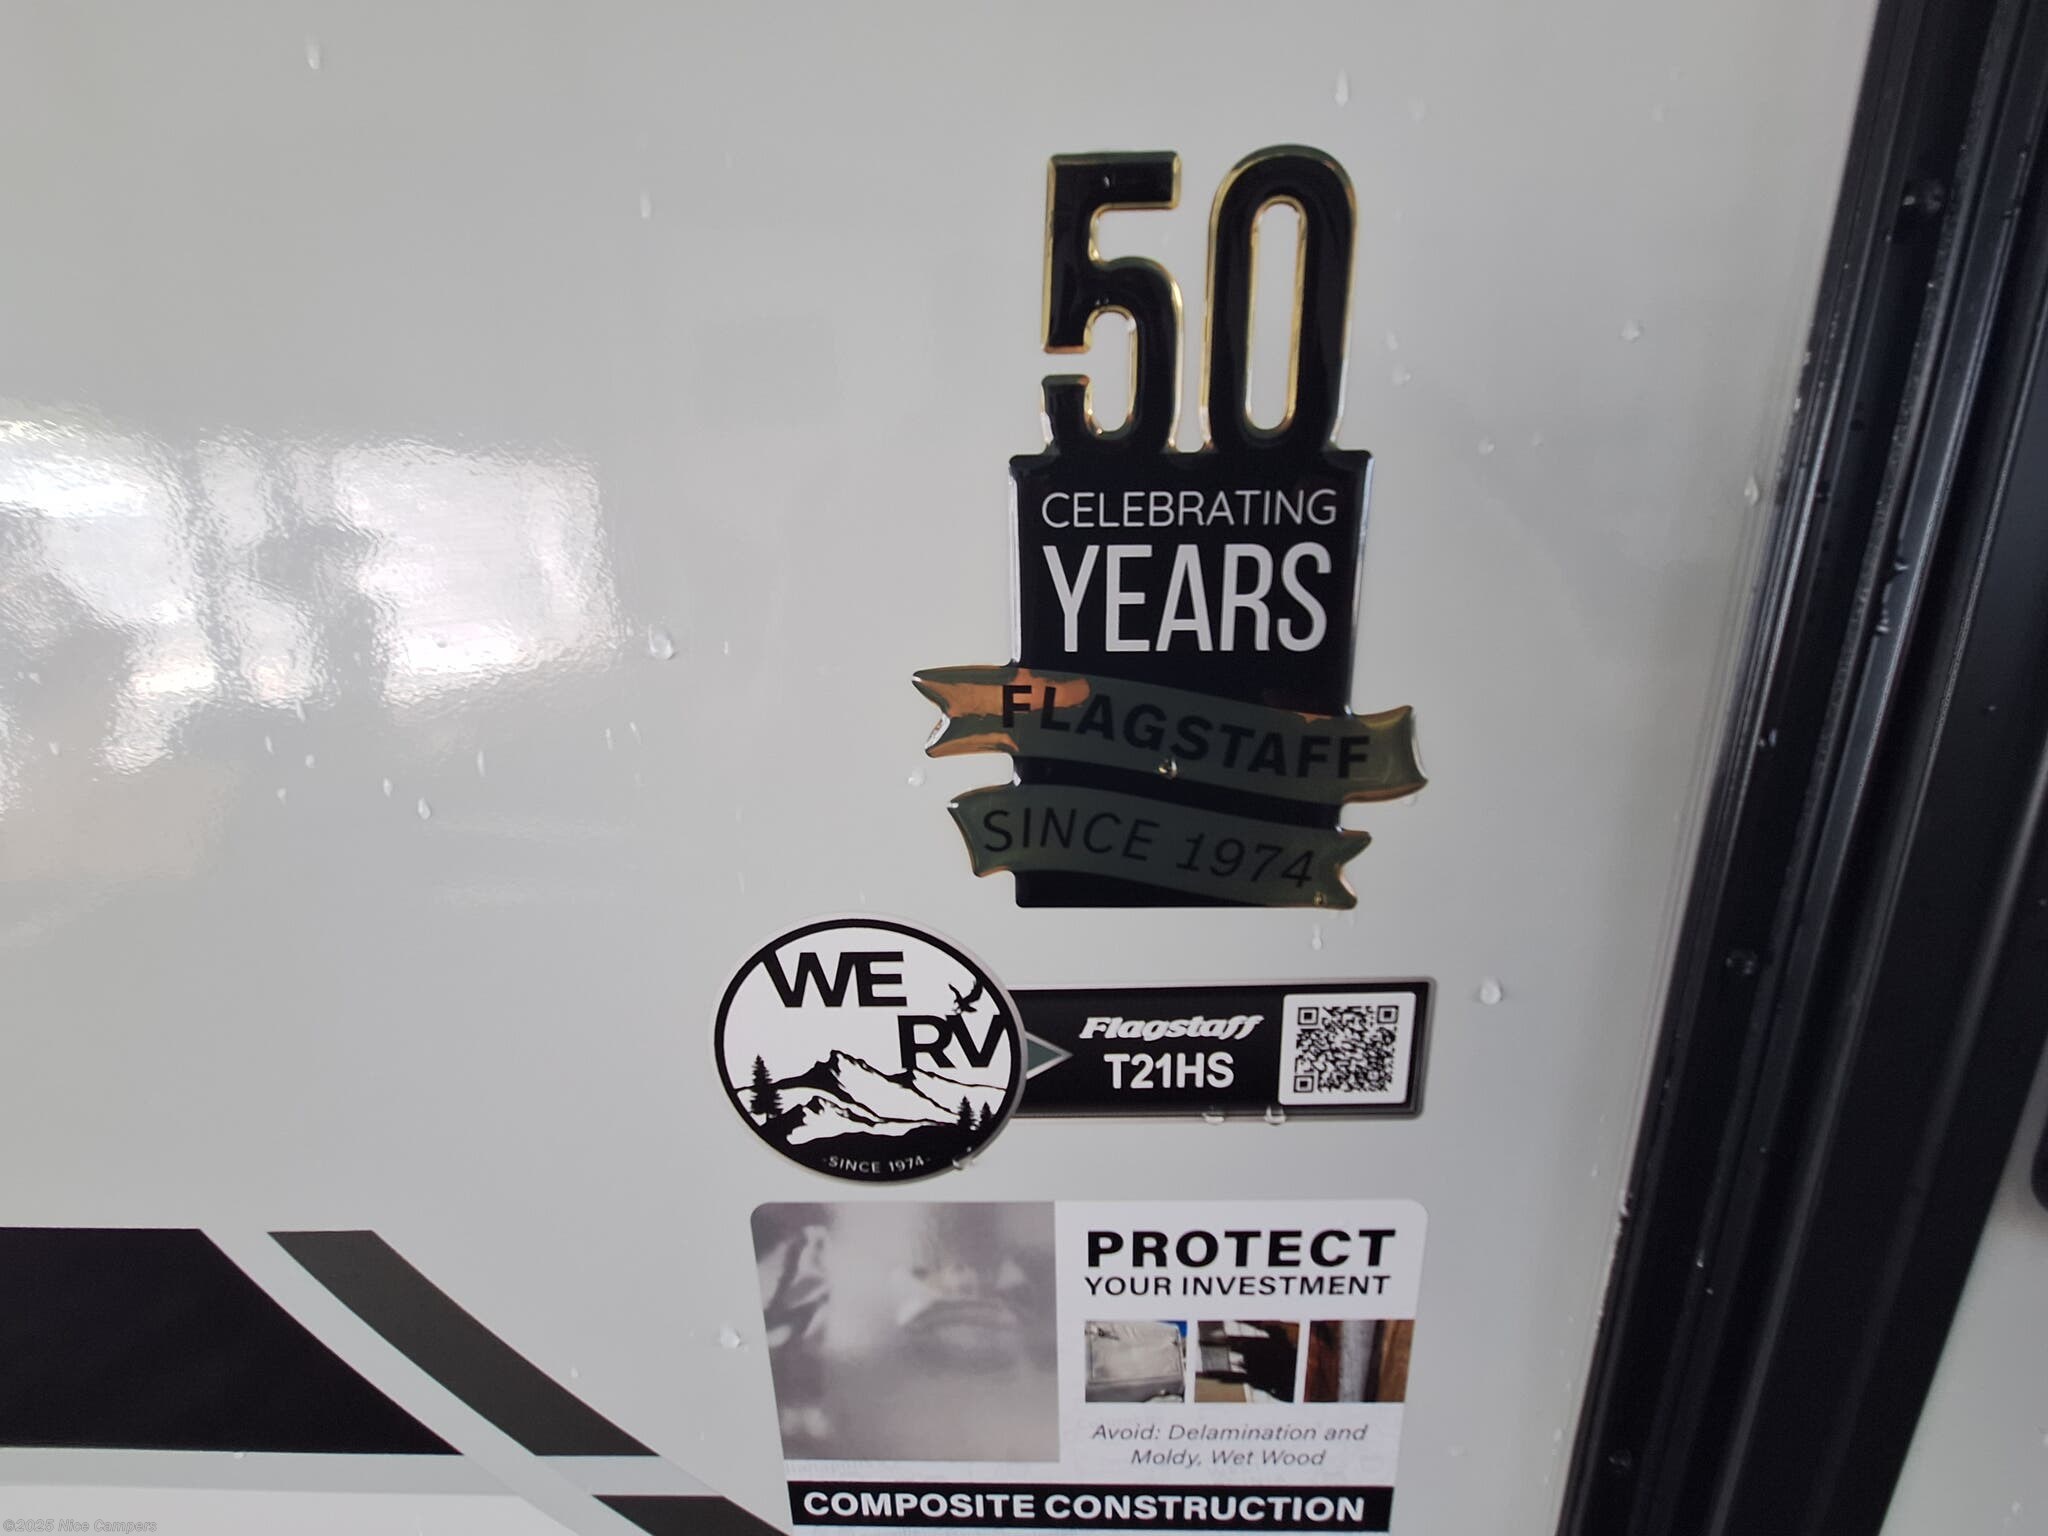 50
CELEBRATING
YEARS
FLAGSTAFF
SINCE 1974
WE
RV
-SINCE 1974-
Flagstaff
T21HS
PROTECT
YOUR INVESTMENT
Avoid: Delamination and
Moldy, Wet Wood
COMPOSITE CONSTRUCTION
©2025 Nice Campers